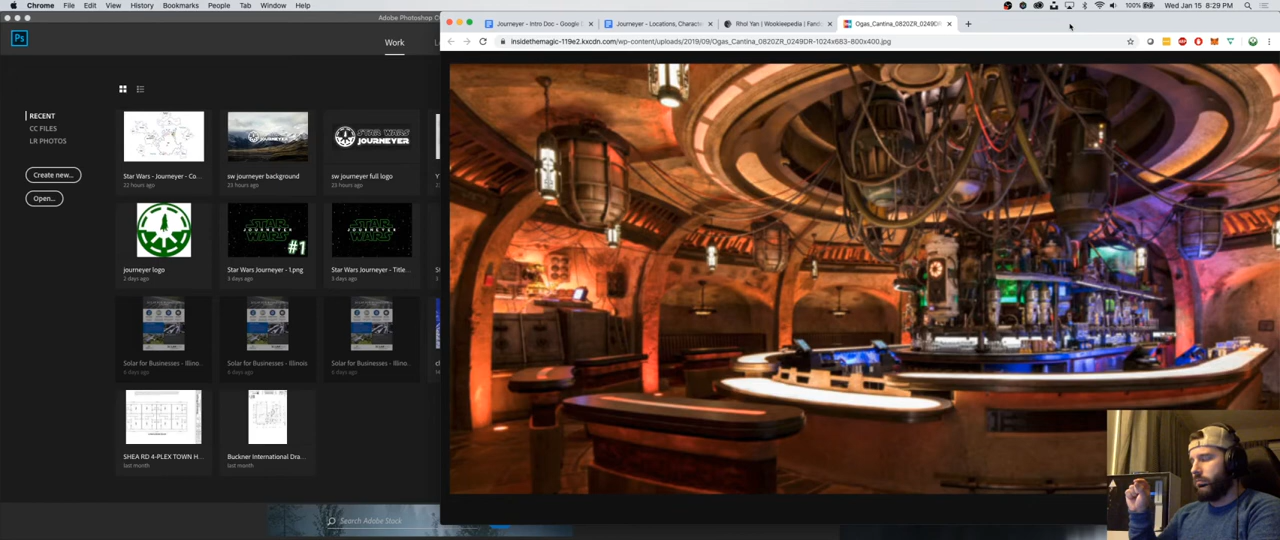 Chrome File Edit View History Bookmarks People Tab Window Help
100% Wed Jan 15 8:29 PM
Adobe Photoshop C
Journeyer - Intro Doc - Google
Journeyer - Locations, Characte
Rhoi Yan | Wookieepedia | Fand
Ogas_Cantina_0820ZR_0249DR
insidethemagic-119e2.kxcdn.com/wp-content/uploads/2019/09/Ogas_Cantina_0820ZR_0249DR-1024x683-800x400.jpg
Ps
Work
RECENT
CC FILES
LR PHOTOS
Create new...
Open...
Star Wars - Journeyer - Co...
22 hours ago
sw journeyer background
23 hours ago
STAR WARS
JOURNEYER
sw journeyer full logo
23 hours ago
journeyer logo
2 days ago
STAR
JOURNEYER
WARS
#1
Star Wars Journeyer - 1.png
3 days ago
STAR
JOURNEYER
WARS
Star Wars Journeyer - Title...
3 days ago
Solar for Businesses - Illinois
6 days ago
Solar for Businesses - Illinois
6 days ago
Solar for Businesses - Illino...
6 days ago
SHEA RD 4-PLEX TOWN H...
last month
Buckner International Dra...
last month
Search Adobe Stock